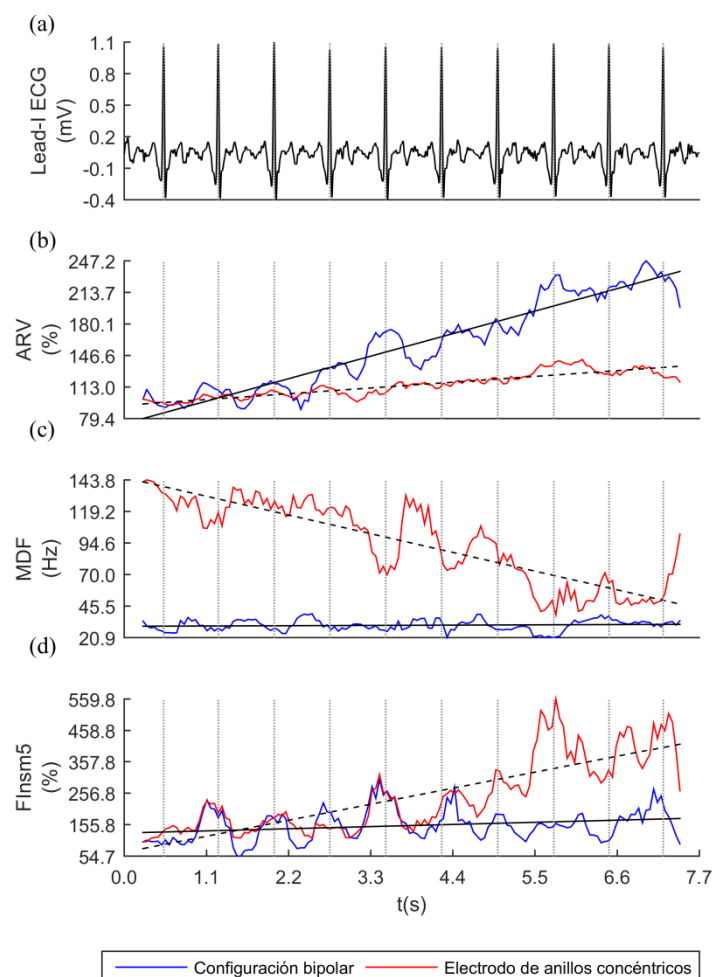 (a)
1.1
0.8
0.5
0.2
-0.1
-0.4
Lead-I ECG
(mV)
(b)
247.2
213.7
180.1
146.6
113.0
79.4
ARV
(%)
(c)
143.8
119.2
94.6
70.0
45.5
20.9
MDF
(Hz)
(d)
559.8
458.8
357.8
266.8
155.8
54.7
FInsm5
(%)
0.0 1.1 2.2 3.3 4.4 5.5 6.6 7.7
t(s)
Configuración bipolar Electrodo de anillos concéntricos